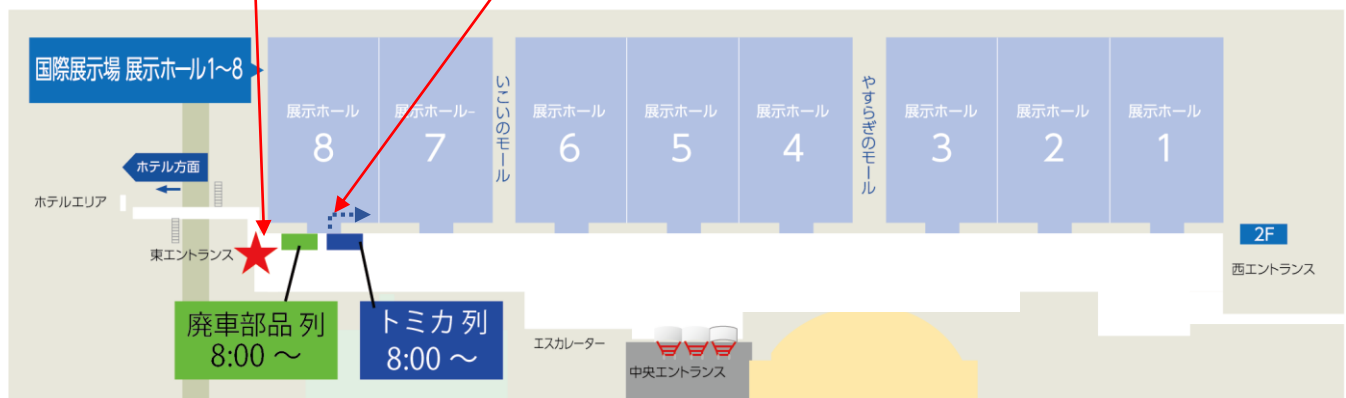 国際展示場 展示ホール1～8
展示ホール
8
展示ホール-
7
いこいのモール
展示ホール
6
展示ホール
5
展示ホール
4
やすらぎのモール
展示ホール
3
展示ホール
2
展示ホール
1
ホテル方面
ホテルエリア
東エントランス
2F
西エントランス
廃車部品 列
8:00 ～
トミカ 列
8:00 ～
エスカレーター
中央エントランス